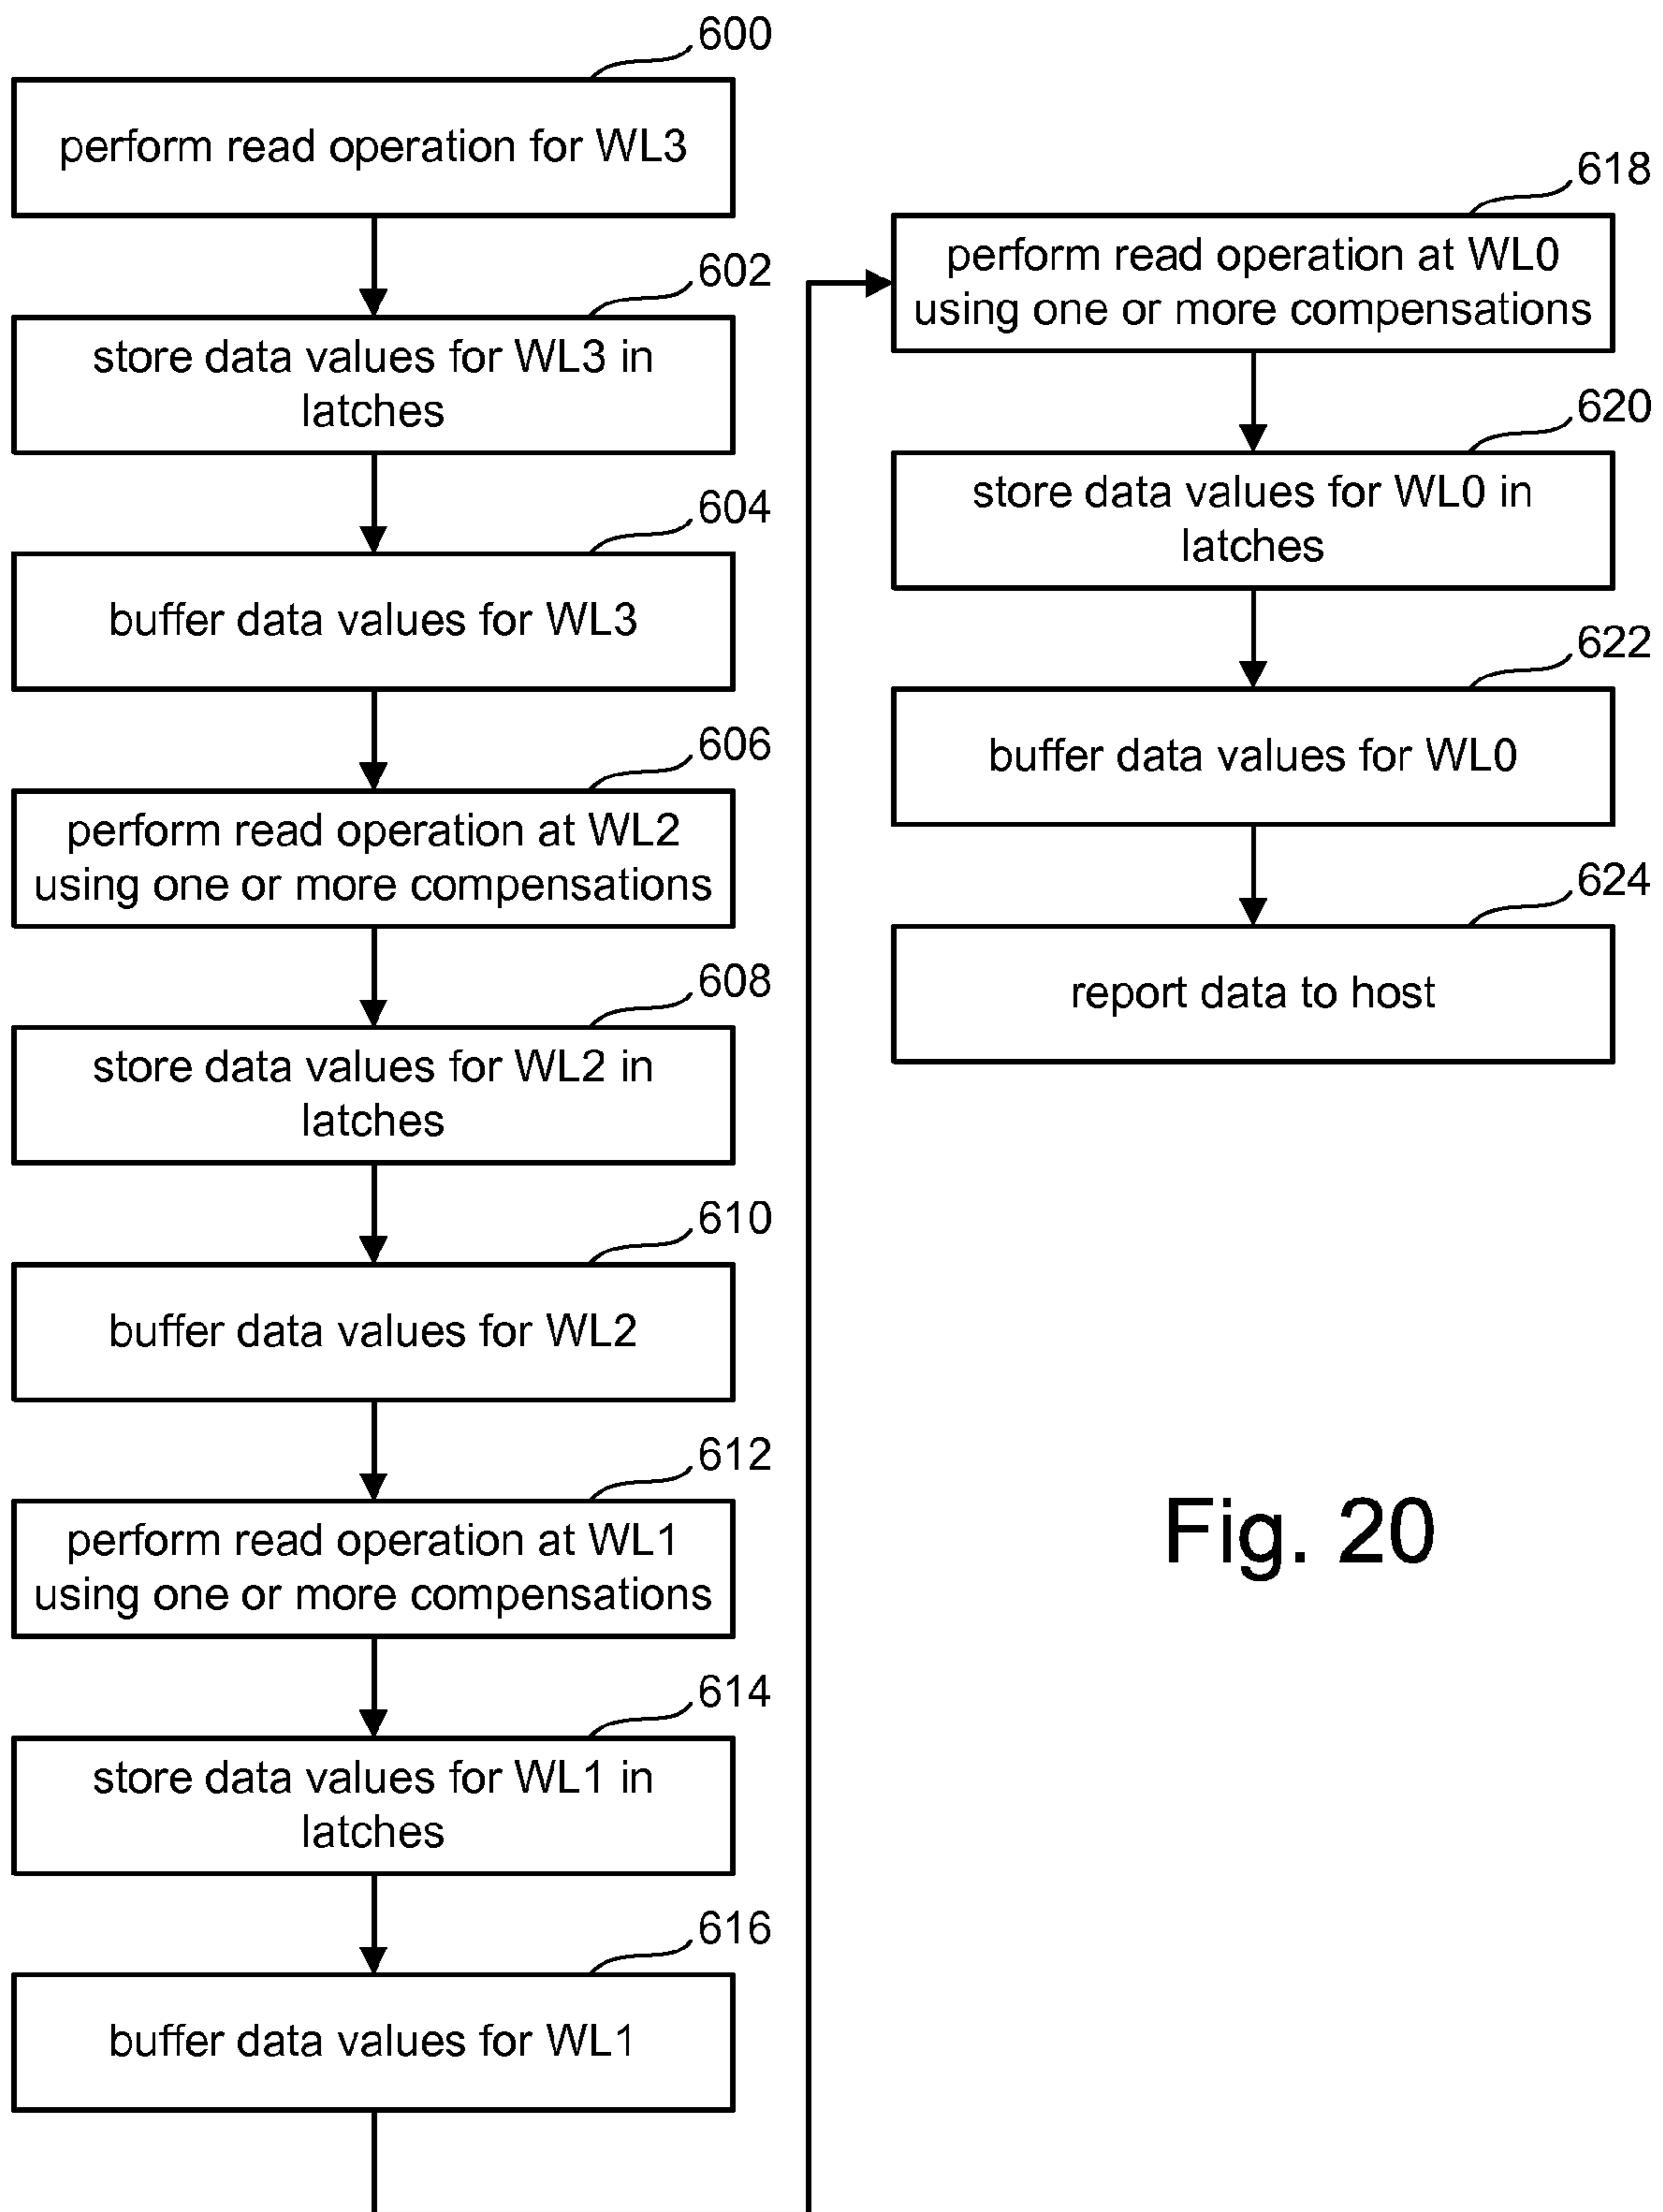 600
perform read operation for WL3
602
store data values for WL3 in
latches
604
buffer data values for WL3
606
perform read operation at WL2
using one or more compensations
608
store data values for WL2 in
latches
610
buffer data values for WL2
612
perform read operation at WL1
using one or more compensations
614
store data values for WL1 in
latches
616
buffer data values for WL1
618
perform read operation at WL0
using one or more compensations
620
store data values for WL0 in
latches
622
buffer data values for WL0
624
report data to host
Fig. 20